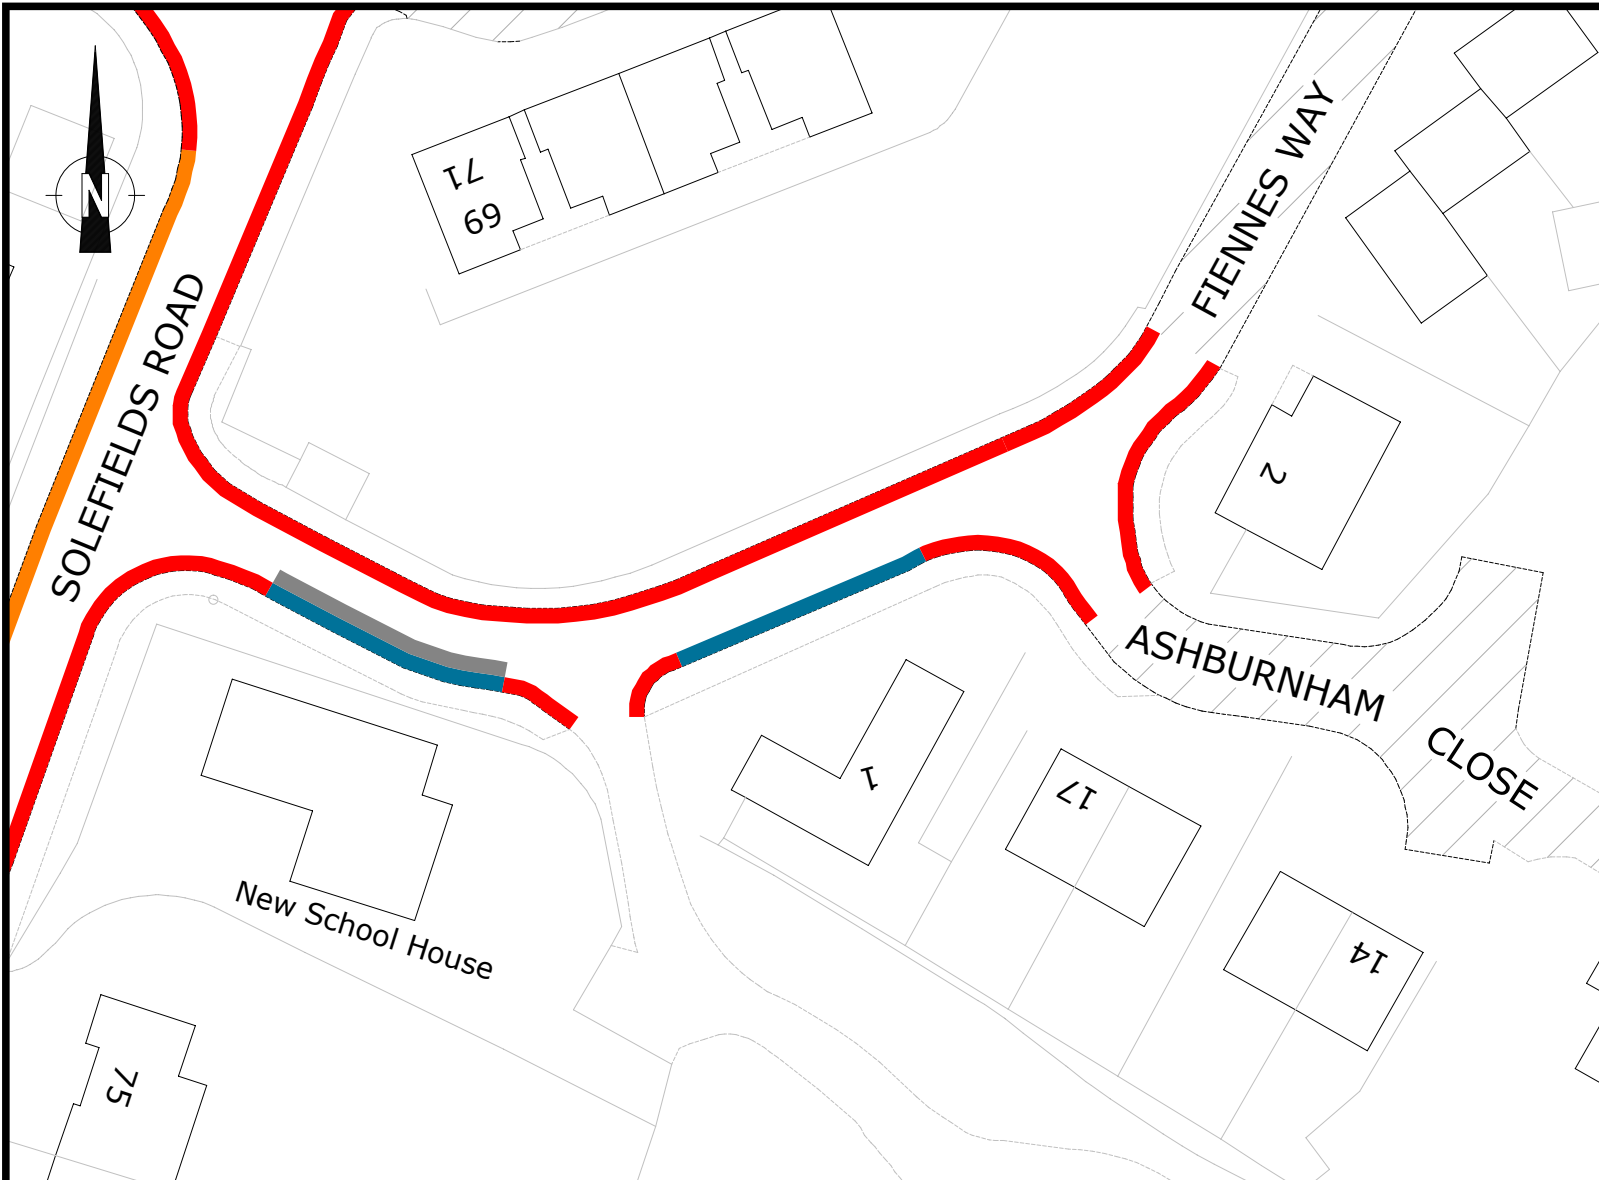 FIENNES WAY
71
69
N
SOLEFIELDS ROAD
2
ASHBURNHAM
CLOSE
1
17
New School House
14
75